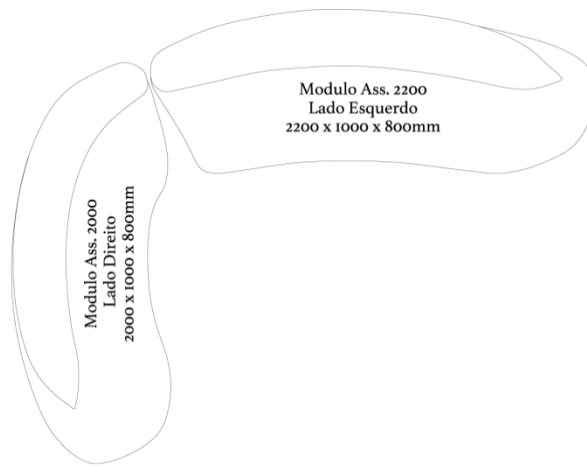 Modulo Ass. 2200
Lado Esquerdo
2200 x 1000 x 800mm
Modulo Ass. 2000
Lado Direito
2000 x 1000 x 800mm